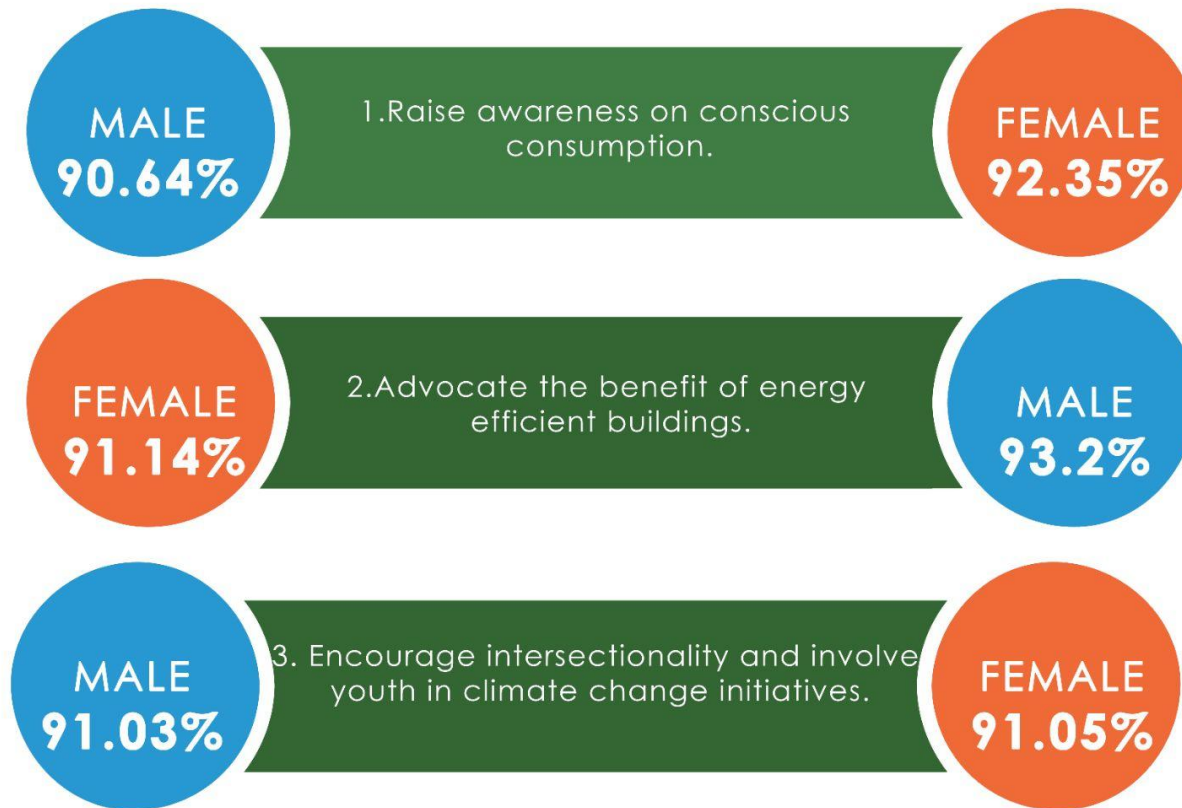 MALE
90.64%
1.Raise awareness on conscious
consumption.
FEMALE
92.35%
FEMALE
91.14%
2.Advocate the benefit of energy
efficient buildings.
MALE
93.2%
MALE
91.03%
3. Encourage intersectionality and involve
youth in climate change initiatives.
FEMALE
91.05%